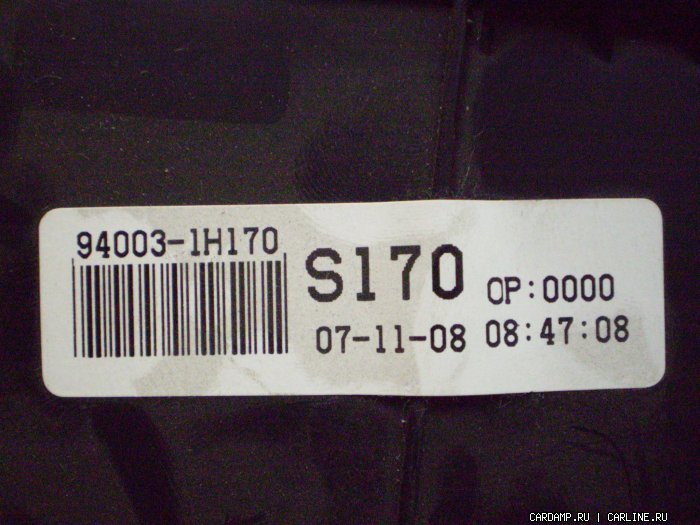 94003-1H170
S170
OP:0000
07-11-08
08:47:08
CARDAMP.RU | CARLINE.RU